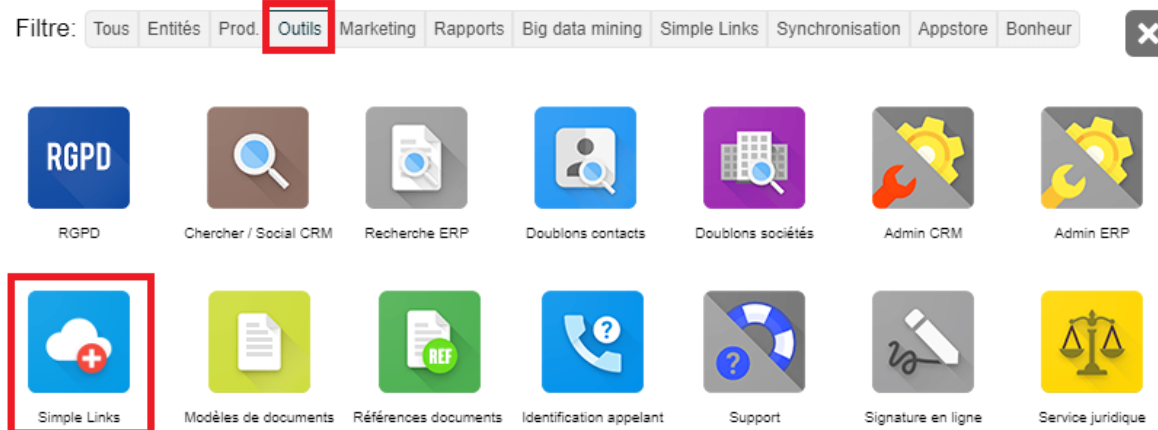 Filtre: Tous Entités Prod. Outils Marketing Rapports Big data mining Simple Links Synchronisation Appstore Bonheur
RGPD
RGPD Chercher / Social CRM Recherche ERP Doublons contacts Doublons sociétés Admin CRM Admin ERP
REF
Simple Links Modèles de documents Références documents Identification appelant Support Signature en ligne Service juridique